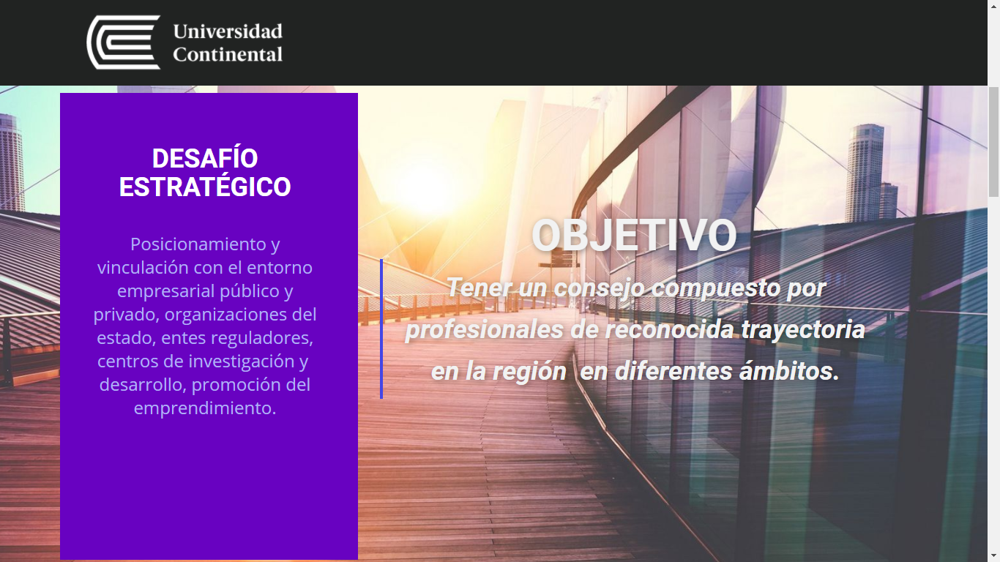 Universidad
Continental
DESAFÍO
ESTRATÉGICO
Posicionamiento y
vinculación con el entorno
empresarial público y
privado, organizaciones del
estado, entes reguladores,
centros de investigación y
desarrollo, promoción del
emprendimiento.
OBJETIVO
Tener un consejo compuesto por
profesionales de reconocida trayectoria
en la región  en diferentes ámbitos.